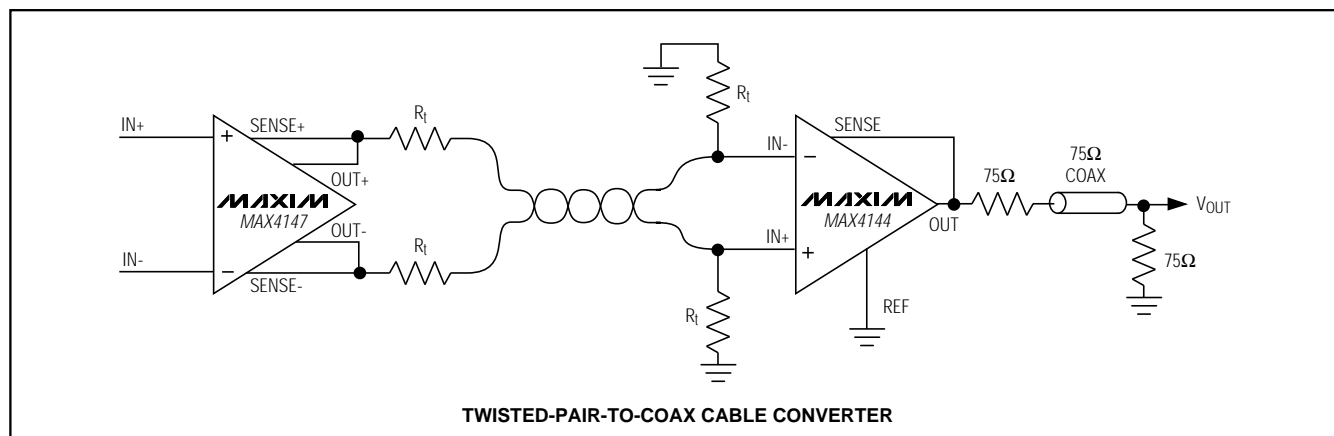 IN+
IN-
+
-
SENSE+
OUT+
OUT-
SENSE-
MAXIM
MAX4147
Rt
Rt
Rt
Rt
IN-
IN+
-
+
SENSE
MAXIM
MAX4144
OUT
REF
75Ω
75Ω
COAX
VOUT
75Ω
TWISTED-PAIR-TO-COAX CABLE CONVERTER